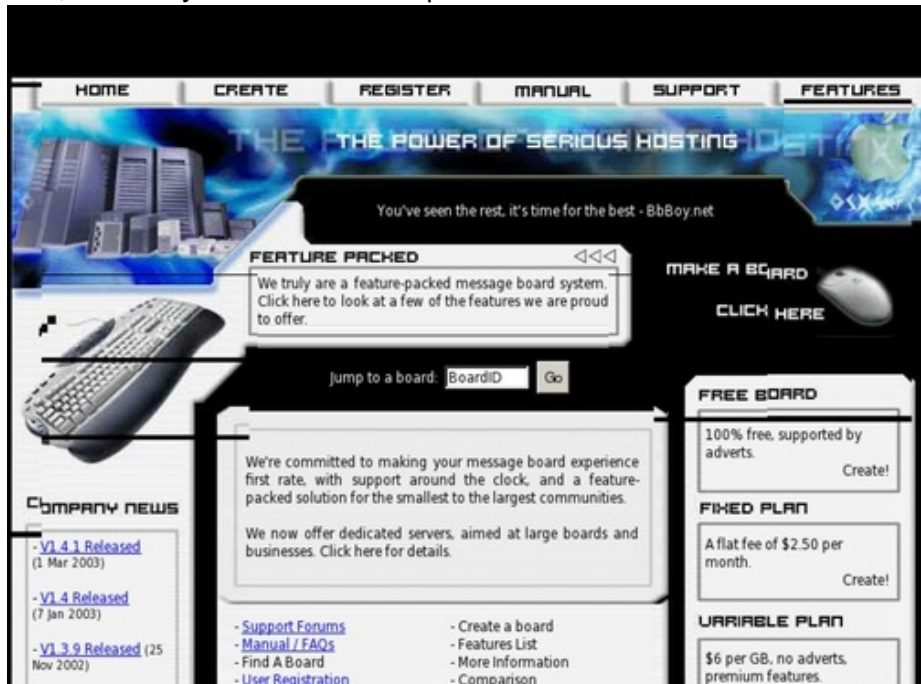 HOME CREATE REGISTER MANUAL SUPPORT FEATURES
THE POWER OF SERIOUS HOSTING
You've seen the rest, it's time for the best - BbBoy.net
FEATURE PACKED
We truly are a feature-packed message board system.
Click here to look at a few of the features we are proud
to offer.
MAKE A BOARD
CLICK HERE
Jump to a board: BoardID Go
We're committed to making your message board experience
first rate, with support around the clock, and a feature-
packed solution for the smallest to the largest communities.
We now offer dedicated servers, aimed at large boards and
businesses. Click here for details.
FREE BOARD
100% free, supported by
adverts.
Create!
FIXED PLAN
A flat fee of $2.50 per
month.
Create!
VARIABLE PLAN
$6 per GB, no adverts,
premium features.
COMPANY NEWS
- V1.4.1 Released
(1 Mar 2003)
- V1.4 Released
(7 Jan 2003)
- V1.3.9 Released (25
Nov 2002)
- Support Forums
- Manual / FAQs
- Find A Board
- User Registration
- Create a board
- Features List
- More Information
- Comparison